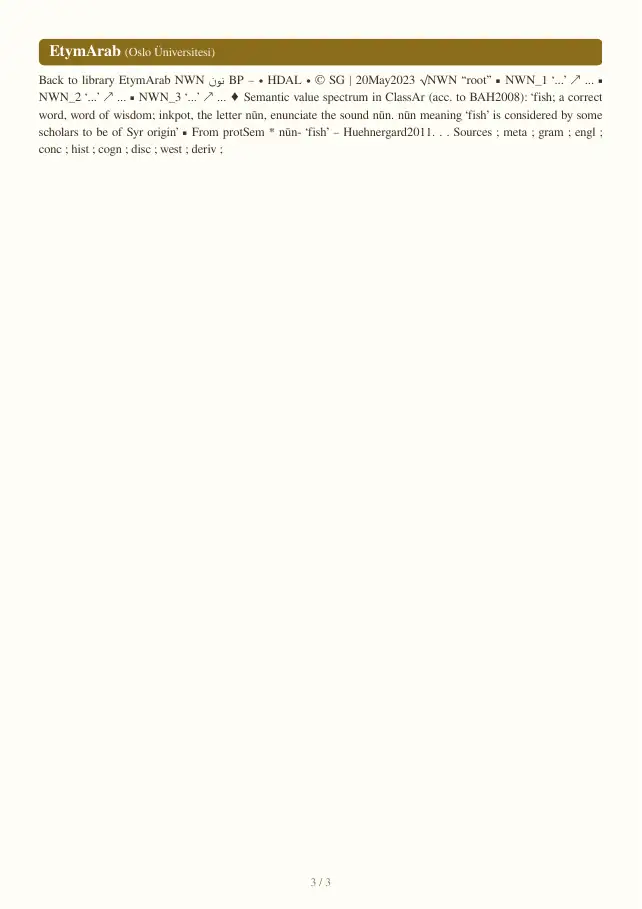 EtymArab (Oslo Üniversitesi)
Back to library EtymArab NWN نون BP – • HDAL • © SG | 20May2023 √NWN “root” ▪ NWN_1 ‘...’ ↗ ... ▪
NWN_2 ‘...’ ↗ ... ▪ NWN_3 ‘...’ ↗ ... ♦ Semantic value spectrum in ClassAr (acc. to BAH2008): ‘fish; a correct
word, word of wisdom; inkpot, the letter nūn, enunciate the sound nūn. nūn meaning ‘fish’ is considered by some
scholars to be of Syr origin’ ▪ From protSem * nūn- ‘fish’ – Huehnergard2011. . . Sources ; meta ; gram ; engl ;
conc ; hist ; cogn ; disc ; west ; deriv ;
3 / 3